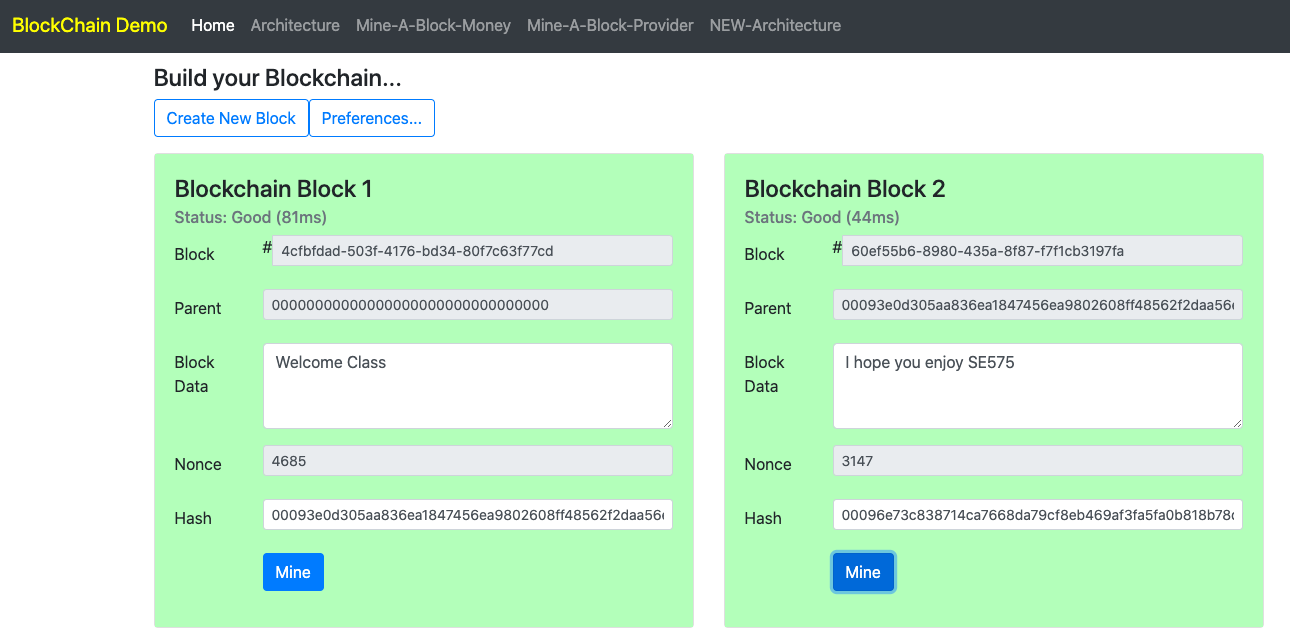 BlockChain Demo Home Architecture Mine-A-Block-Money Mine-A-Block-Provider NEW-Architecture
Build your Blockchain...
Create New Block Preferences...
Blockchain Block 1
Status: Good (81ms)
Block # 4cfbfdad-503f-4176-bd34-80f7c63f77cd
Parent 00000000000000000000000000000000
Block Data Welcome Class
Nonce 4685
Hash 00093e0d305aa836ea1847456ea9802608ff48562f2daa56
Mine
Blockchain Block 2
Status: Good (44ms)
Block # 60ef55b6-8980-435a-8f87-f7f1cb3197fa
Parent 00093e0d305aa836ea1847456ea9802608ff48562f2daa56
Block Data I hope you enjoy SE575
Nonce 3147
Hash 00096e73c838714ca7668da79cf8eb469af3fa5fa0b818b78
Mine